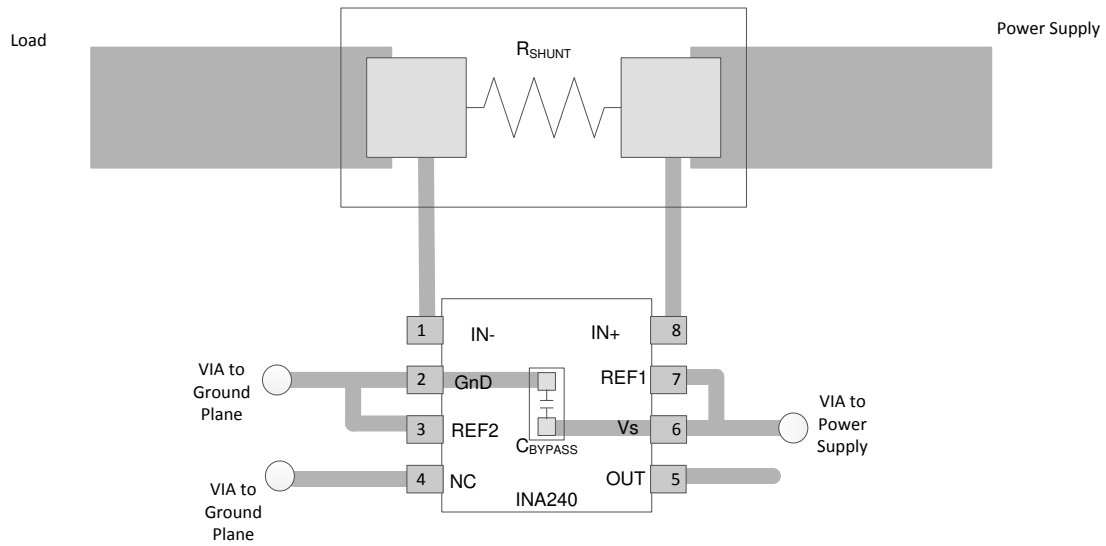 Load
Power Supply
RSHUNT
1
IN-
IN+
8
VIA to
Ground
Plane
2
GnD
REF1
7
3
REF2
Vs
6
VIA to
Power
Supply
CBYPASS
4
NC
OUT
5
INA240
VIA to
Ground
Plane